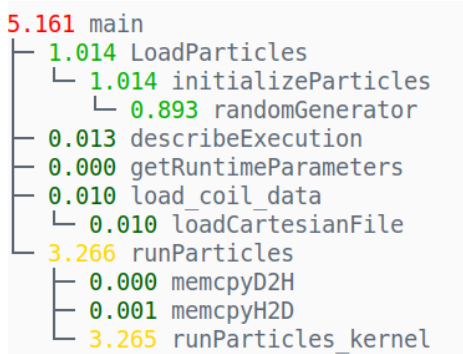 5.161 main
├─ 1.014 LoadParticles
│  └─ 1.014 initializeParticles
│     └─ 0.893 randomGenerator
├─ 0.013 describeExecution
├─ 0.000 getRuntimeParameters
├─ 0.010 load_coil_data
│  └─ 0.010 loadCartesianFile
└─ 3.266 runParticles
   ├─ 0.000 memcpyD2H
   ├─ 0.001 memcpyH2D
   └─ 3.265 runParticles_kernel